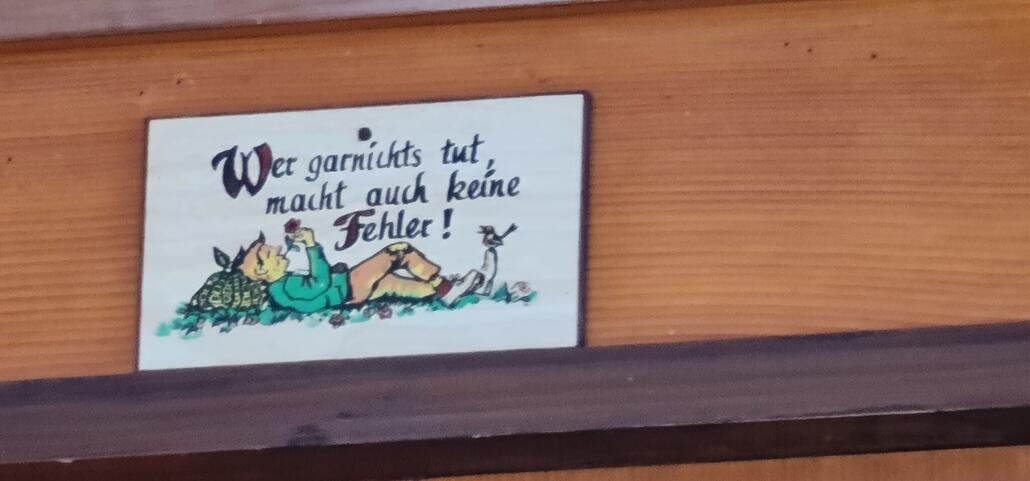 Wer garnichts tut,
macht auch keine
Fehler!